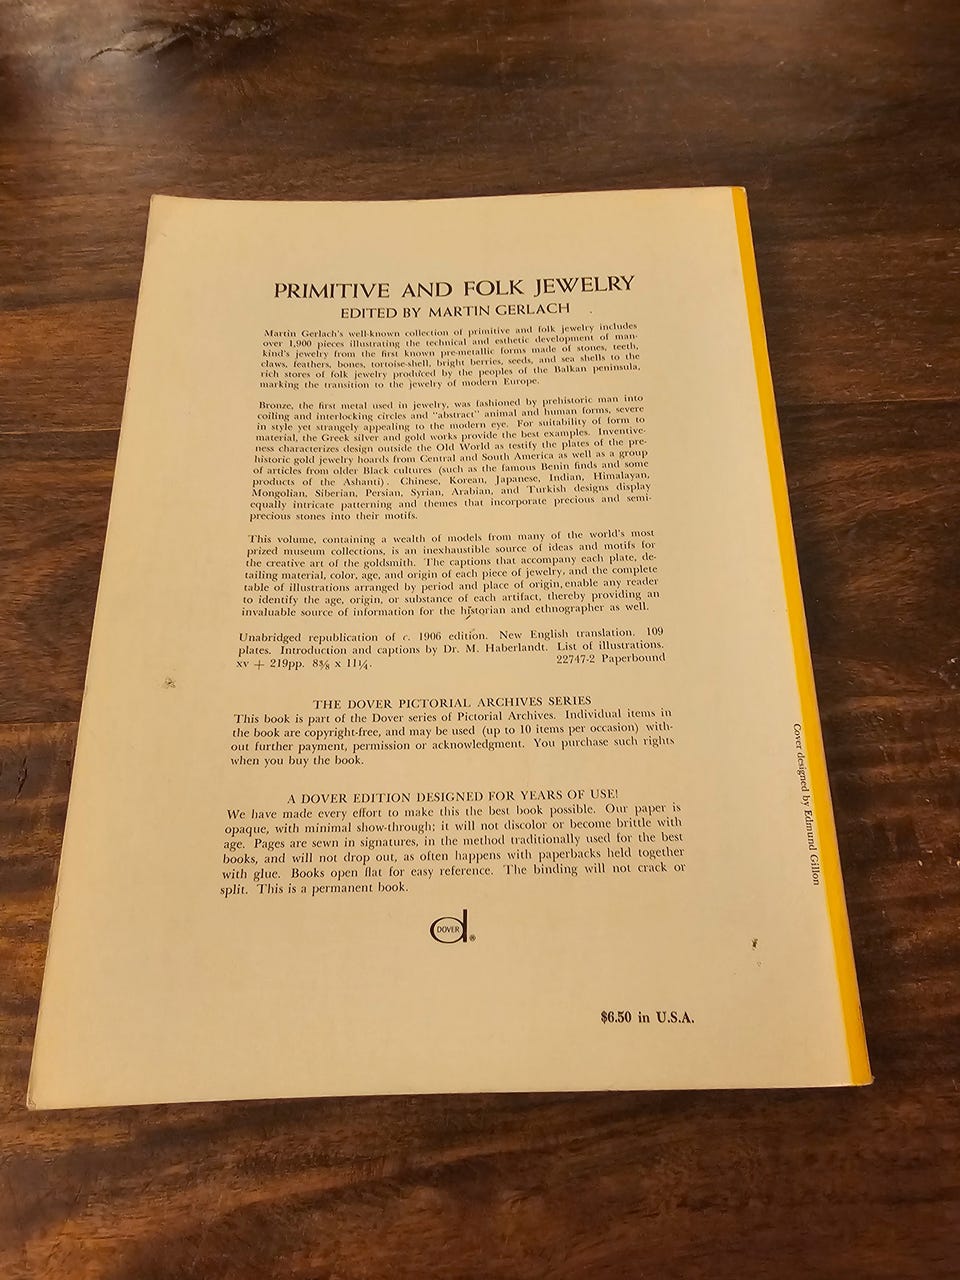 PRIMITIVE AND FOLK JEWELRY
EDITED BY MARTIN GERLACH
Martin Gerlach's well-known collection of primitive and folk jewelry includes
over 1,900 pieces illustrating the technical and esthetic development of man-
kind's jewelry from the first known pre-metallic forms made of stones, teeth,
claws, feathers, bones, tortoise-shell, bright berries, seeds, and sea shells to the
rich stores of folk jewelry produced by the peoples of the Balkan peninsula,
marking the transition to the jewelry of modern Europe.
Bronze, the first metal used in jewelry, was fashioned by prehistoric man into
coiling and interlocking circles and "abstract" animal and human forms, severe
in style yet strangely appealing to the modern eye. For suitability of form to
material, the Greek silver and gold works provide the best examples. Inventive-
ness characterizes design outside the Old World as testify the plates of the pre-
historic gold jewelry hoards from Central and South America as well as a group
of articles from older Black cultures (such as the famous Benin finds and some
products of the Ashanti). Chinese, Korean, Japanese, Indian, Himalayan,
Mongolian, Siberian, Persian, Syrian, Arabian, and Turkish designs display
equally intricate patterning and themes that incorporate precious and semi-
precious stones into their motifs.
This volume, containing a wealth of models from many of the world's most
prized museum collections, is an inexhaustible source of ideas and motifs for
the creative art of the goldsmith. The captions that accompany each plate, de-
tailing material, color, age, and origin of each piece of jewelry, and the complete
table of illustrations arranged by period and place of origin, enable any reader
to identify the age, origin, or substance of each artifact, thereby providing an
invaluable source of information for the historian and ethnographer as well.
Unabridged republication of c. 1906 edition. New English translation. 109
plates. Introduction and captions by Dr. M. Haberlandt. List of illustrations.
xv + 219pp. 8⅜ x 11¼. 22747-2 Paperbound
THE DOVER PICTORIAL ARCHIVES SERIES
This book is part of the Dover series of Pictorial Archives. Individual items in
the book are copyright-free, and may be used (up to 10 items per occasion) with-
out further payment, permission or acknowledgment. You purchase such rights
when you buy the book.
A DOVER EDITION DESIGNED FOR YEARS OF USE!
We have made every effort to make this the best book possible. Our paper is
opaque, with minimal show-through; it will not discolor or become brittle with
age. Pages are sewn in signatures, in the method traditionally used for the best
books, and will not drop out, as often happens with paperbacks held together
with glue. Books open flat for easy reference. The binding will not crack or
split. This is a permanent book.
DOVER ®
$6.50 in U.S.A.
Cover designed by Edmund Gillon